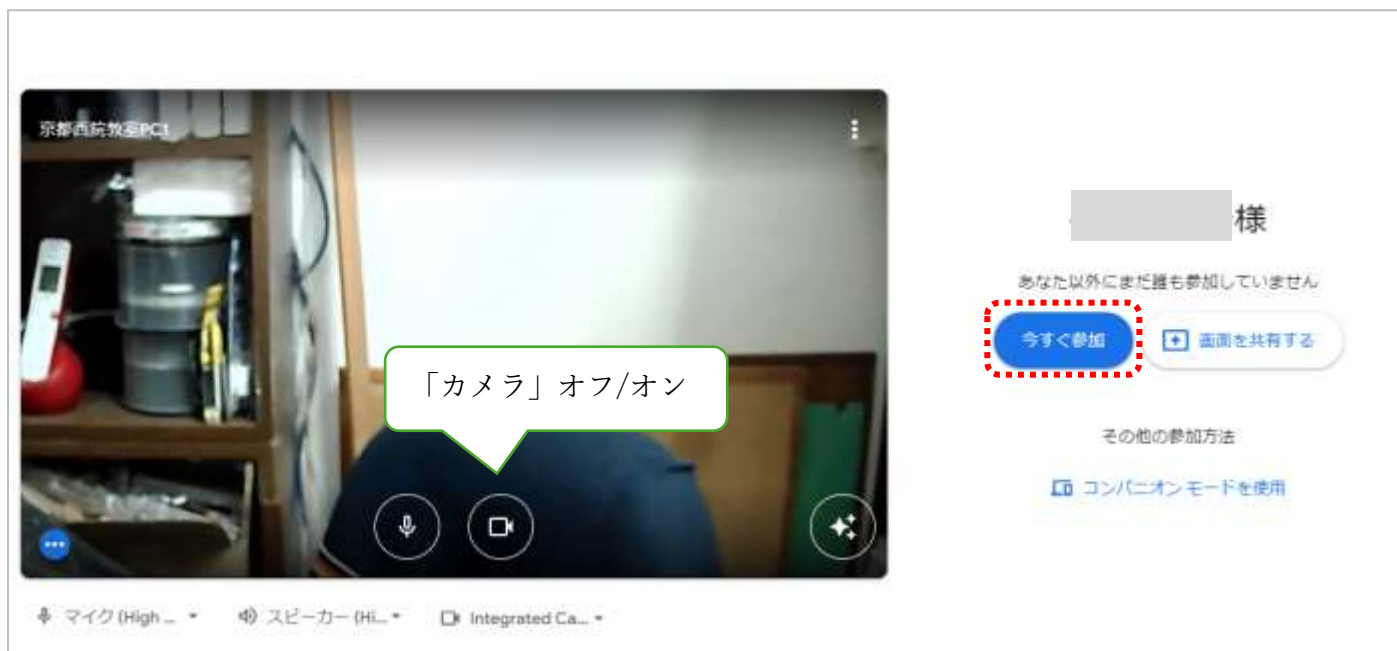 京都西院教室PC1
「カメラ」オフ/オン
マイク (High ...
スピーカー (Hi...
Integrated Ca...
様
あなた以外にまだ誰も参加していません
今すぐ参加
画面を共有する
その他の参加方法
コンパニオン モードを使用